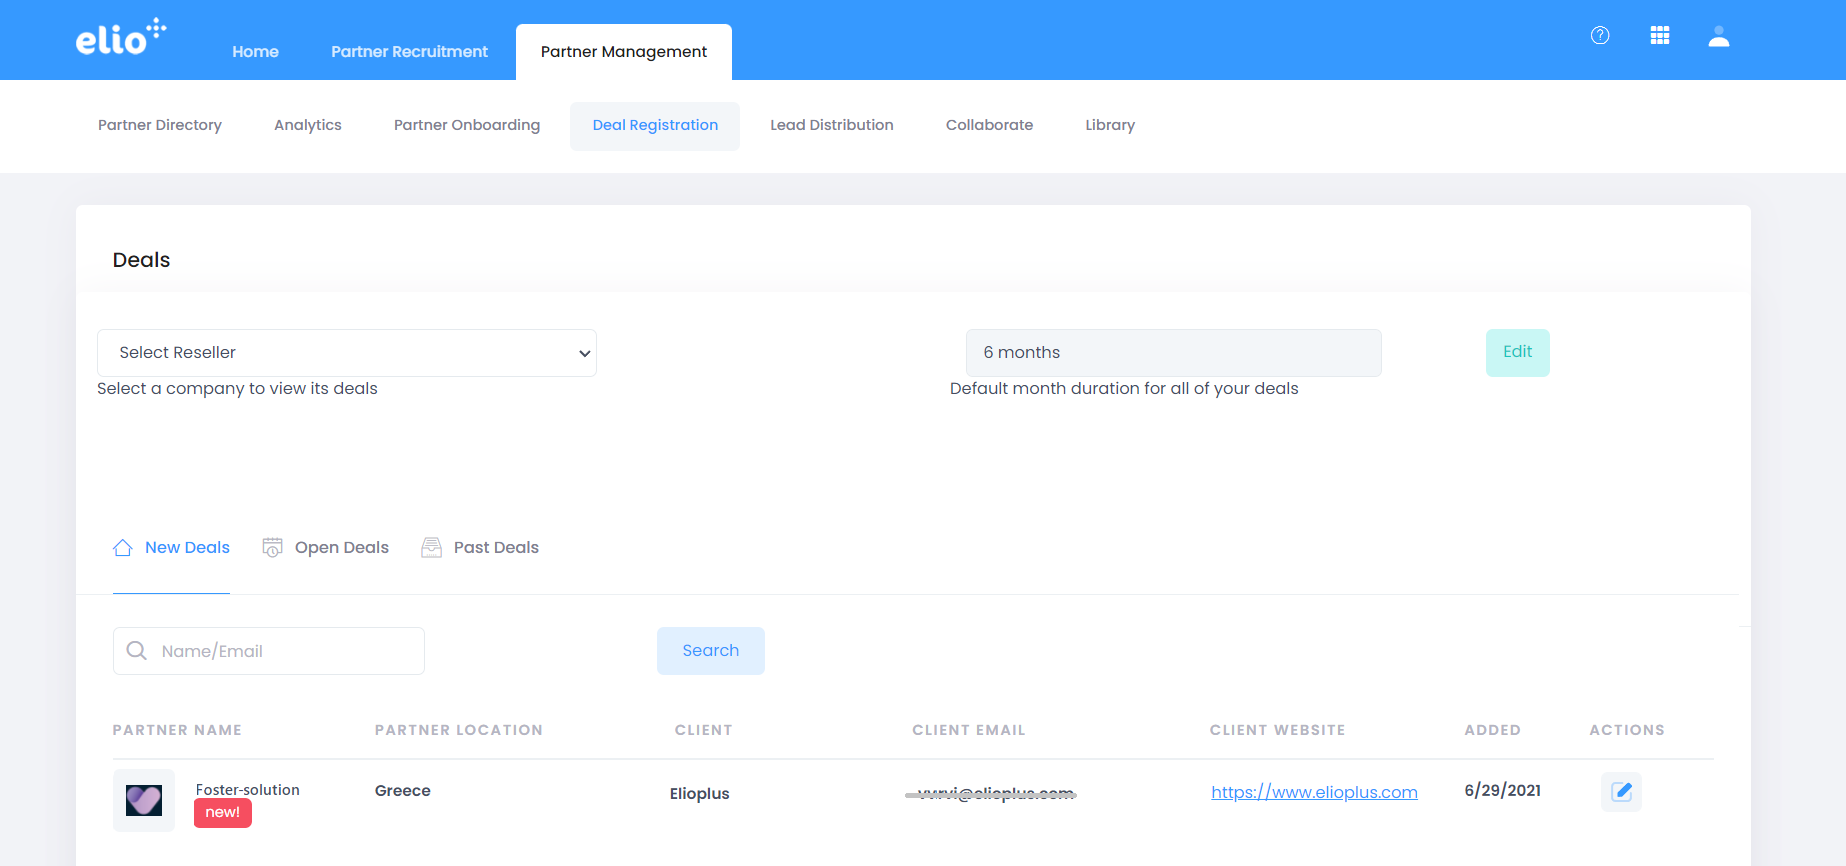 elio
Home Partner Recruitment Partner Management
Partner Directory Analytics Partner Onboarding Deal Registration Lead Distribution Collaborate Library
Deals
Select Reseller 6 months Edit
Select a company to view its deals Default month duration for all of your deals
New Deals Open Deals Past Deals
Name/Email Search
PARTNER NAME PARTNER LOCATION CLIENT CLIENT EMAIL CLIENT WEBSITE ADDED ACTIONS
Foster-solution Greece Elioplus https://www.elioplus.com 6/29/2021
new!